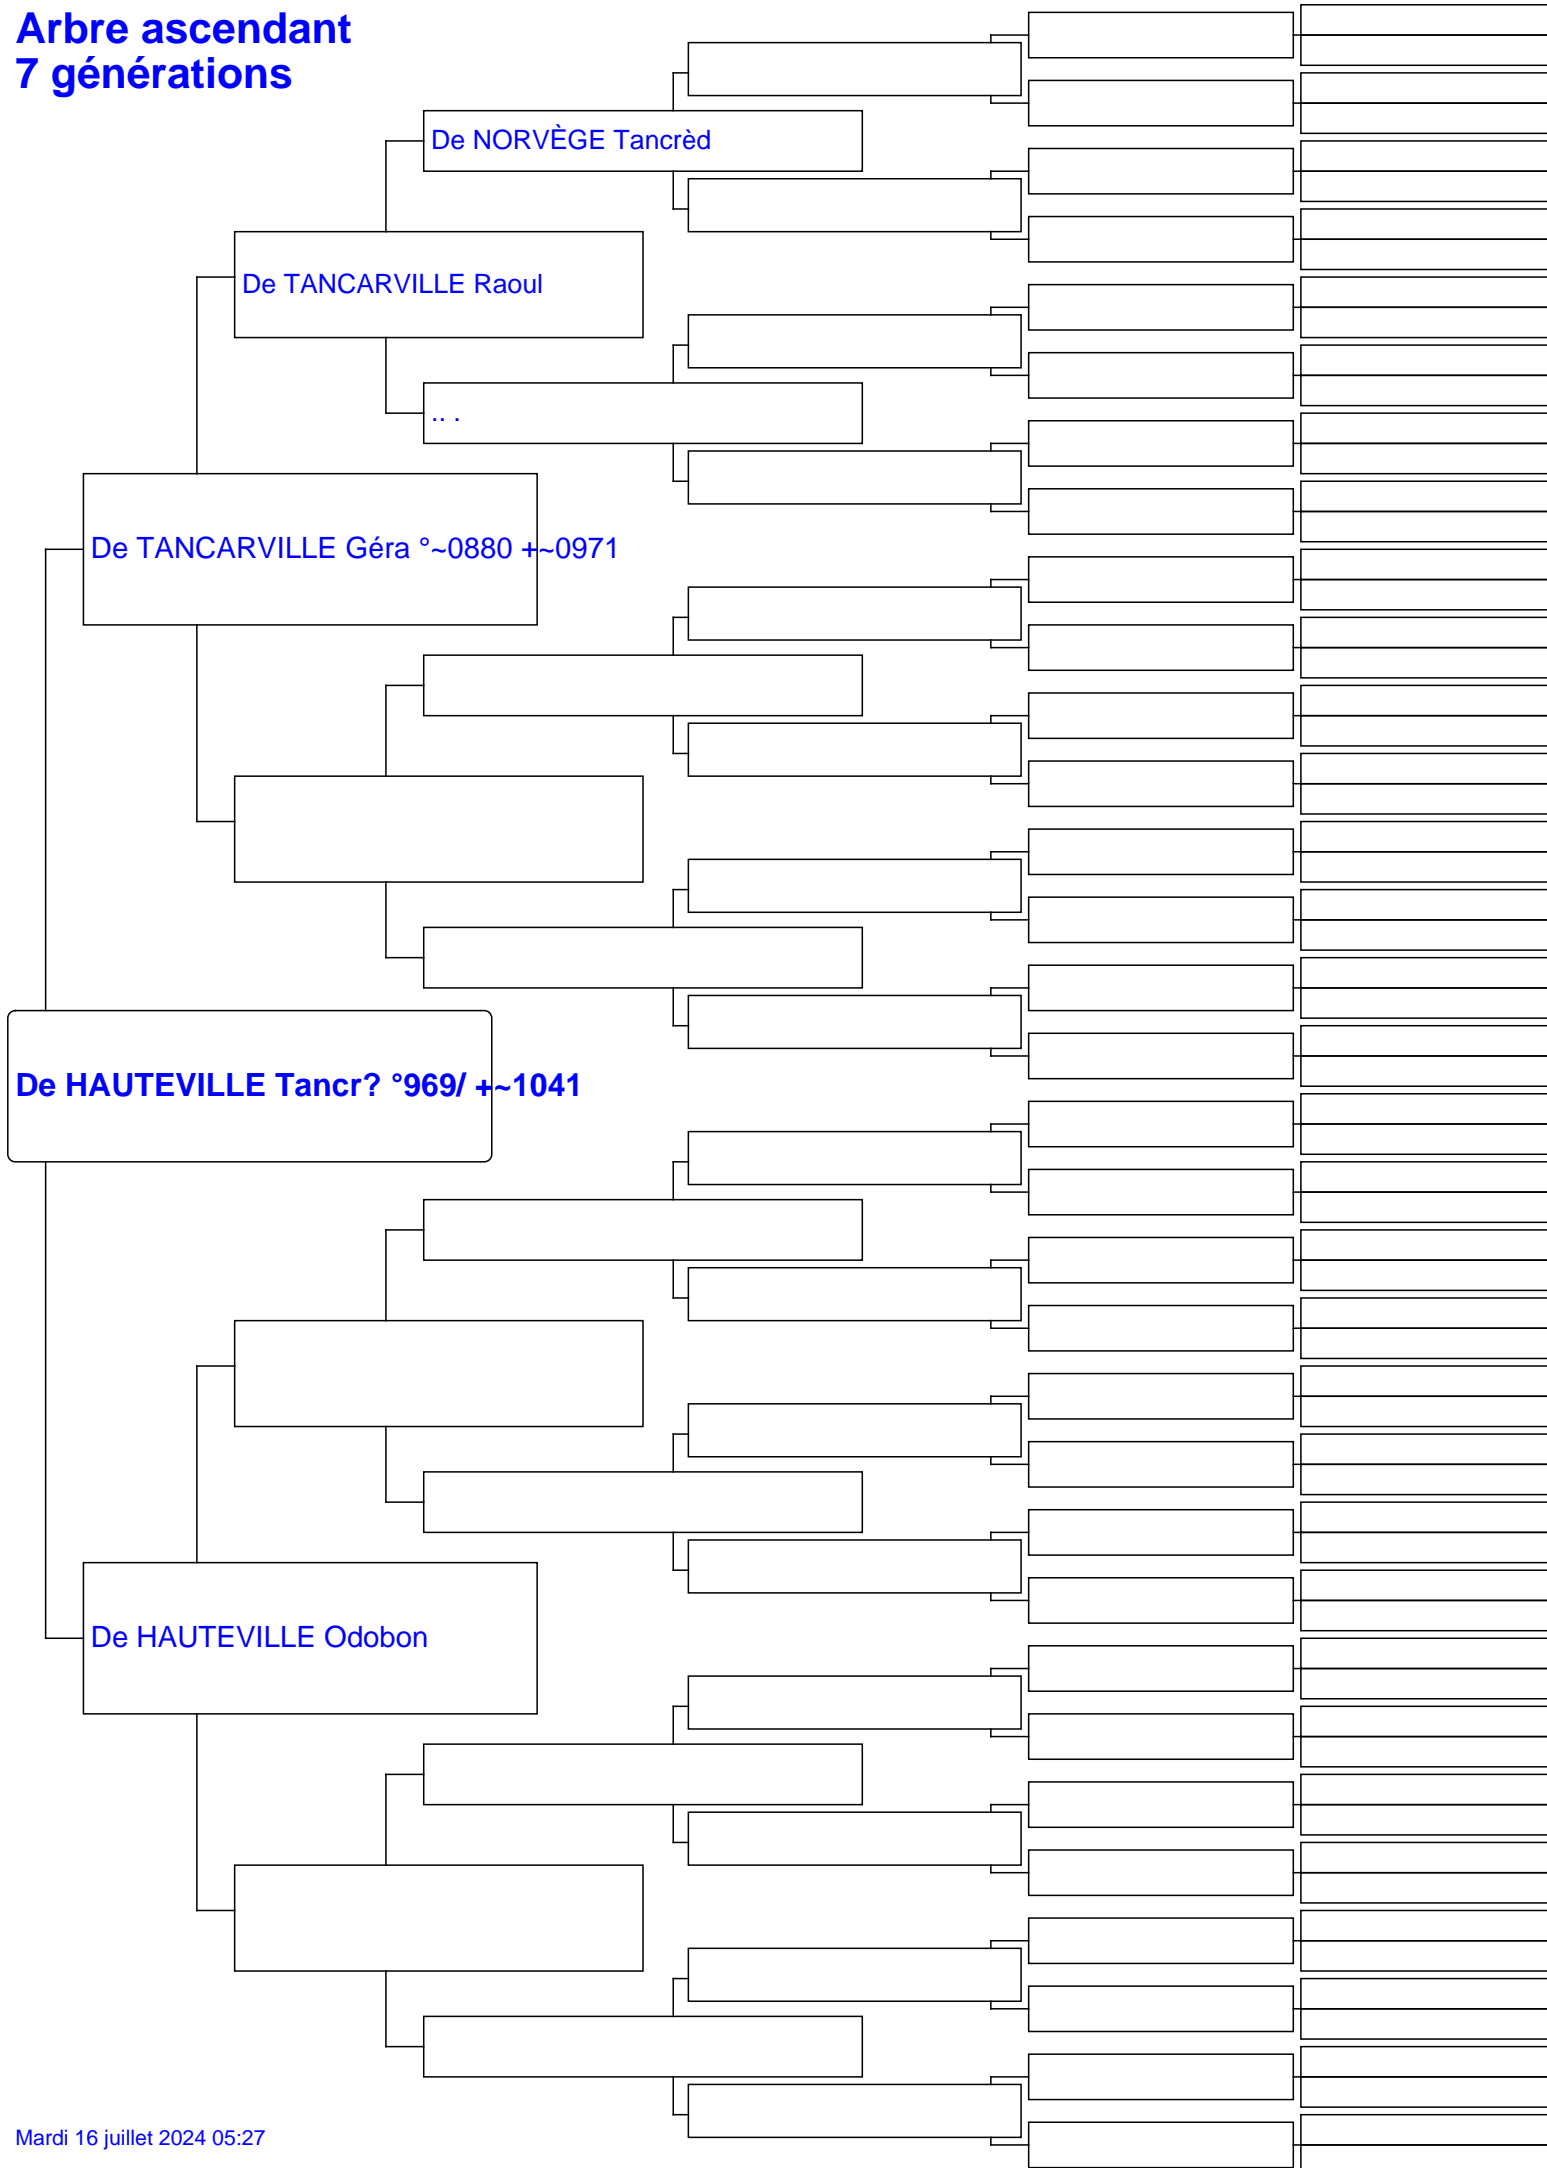 Arbre ascendant
7 générations
De NORVÈGE Tancrèd
De TANCARVILLE Raoul
.. .
De TANCARVILLE Géra °~0880 +~0971
De HAUTEVILLE Tancr? °969/ +~1041
De HAUTEVILLE Odobon
Mardi 16 juillet 2024 05:27